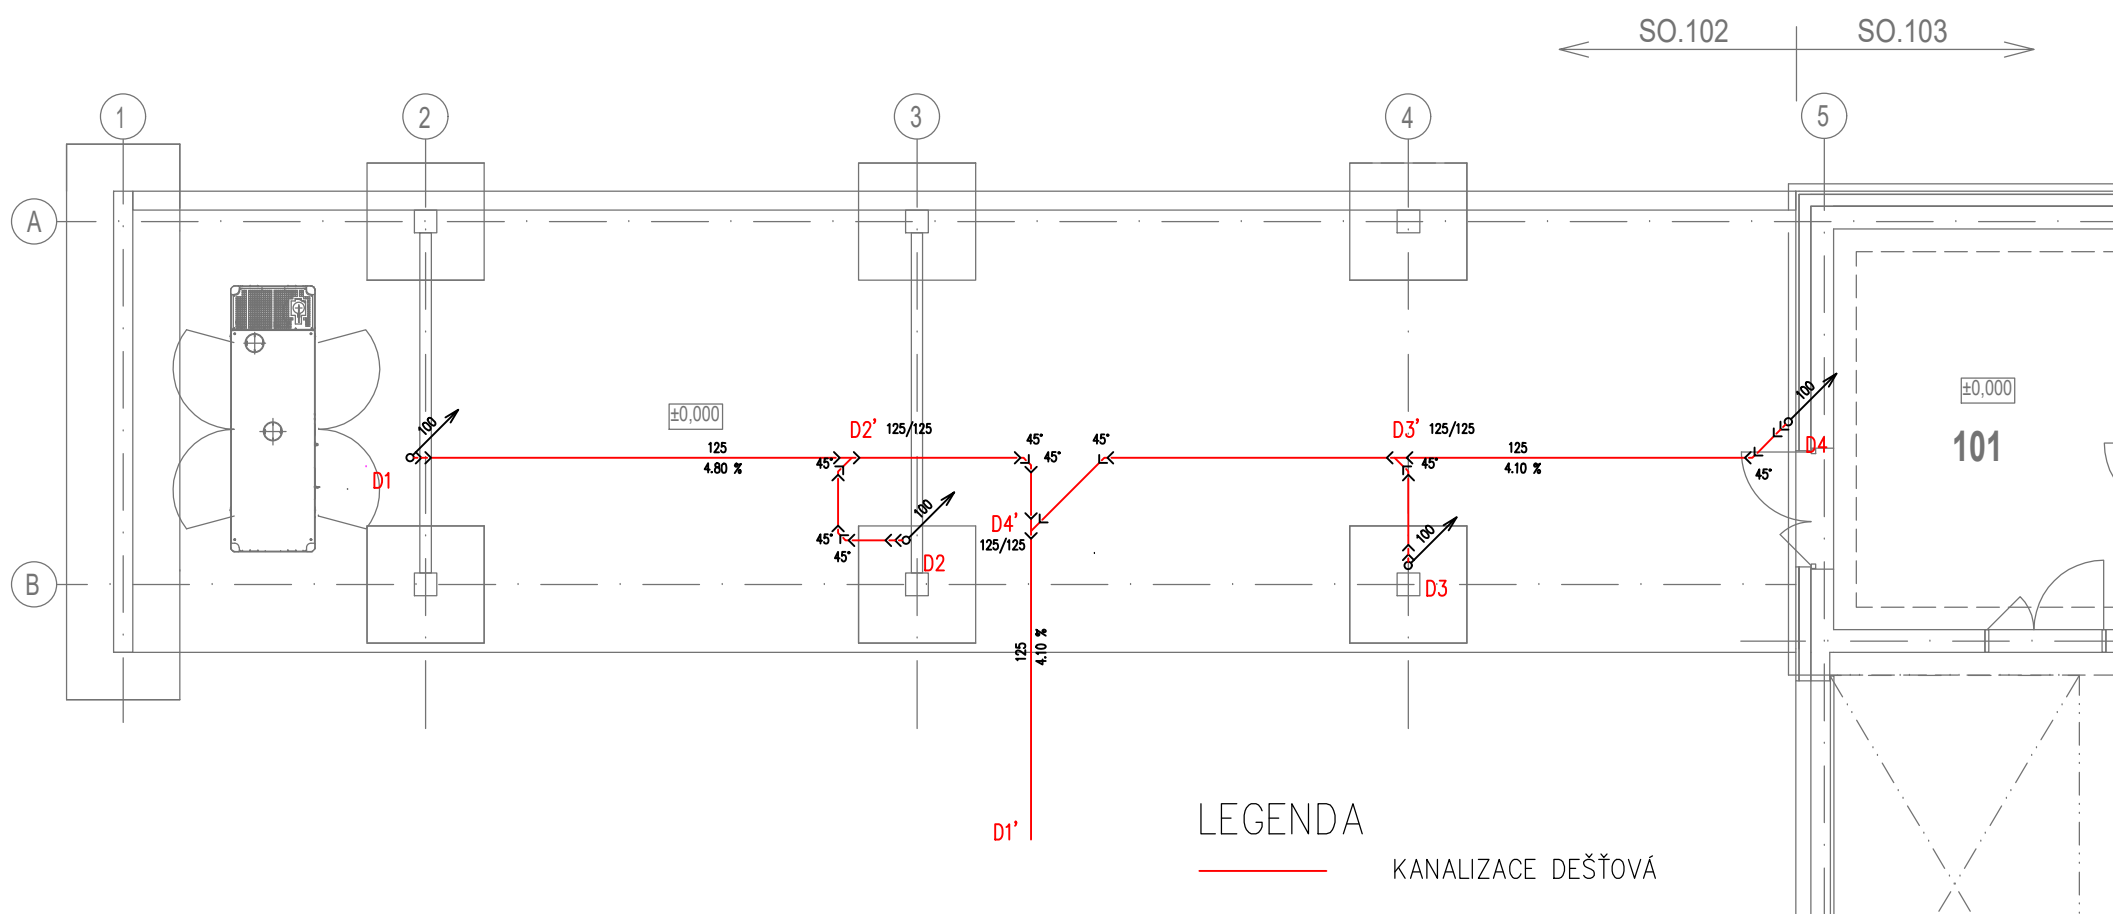 SO.102
SO.103
1
2
3
4
5
A
±0,000
±0,000
100
100
D2'
125/125
D3'
125/125
D4
101
125
4.80 %
45°
45°
45°
45°
45°
125
4.10 %
45°
D1
100
D4'
125/125
100
45°
45°
D2
D3
B
125
4.10 %
D1'
LEGENDA
KANALIZACE DEŠŤOVÁ